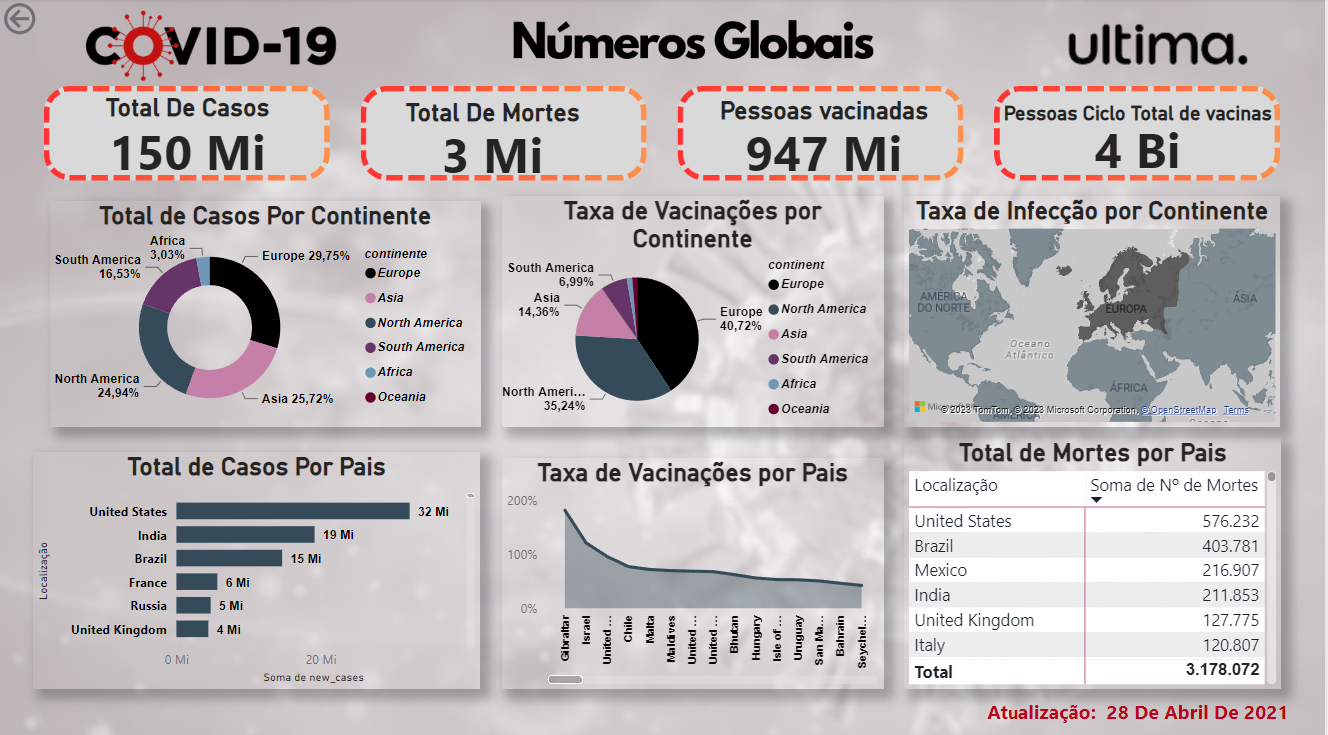 COVID-19
Números Globais
ultima.
Total De Casos
150 Mi
Total De Mortes
3 Mi
Pessoas vacinadas
947 Mi
Pessoas Ciclo Total de vacinas
4 Bi
Total de Casos Por Continente
Africa
3,03%
South America
16,53%
Europe 29,75%
North America
24,94%
Asia 25,72%
continente
Europe
Asia
North America
South America
Africa
Oceania
Taxa de Vacinações por
Continente
South America
6,99%
Asia
14,36%
Europe
40,72%
North Ameri...
35,24%
continent
Europe
North America
Asia
South America
Africa
Oceania
Taxa de Infecção por Continente
AMÉRICA
DO NORTE
EUROPA
ÁSIA
Oceano
Atlântico
ÁFRICA
AMÉRICA
Oceano
Microsoft Bi
© 2023 TomTom, © 2023 Microsoft Corporation, © OpenStreetMap Terms
Total de Casos Por Pais
Localização
United States 32 Mi
India 19 Mi
Brazil 15 Mi
France 6 Mi
Russia 5 Mi
United Kingdom 4 Mi
0 Mi 20 Mi
Soma de new_cases
Taxa de Vacinações por Pais
200%
100%
0%
Gibraltar
Israel
United ...
Chile
Malta
Maldives
United ...
United ...
Bhutan
Hungary
Isle of ...
Uruguay
San Ma...
Bahrain
Seychel...
Total de Mortes por Pais
Localização Soma de Nº de Mortes
United States 576.232
Brazil 403.781
Mexico 216.907
India 211.853
United Kingdom 127.775
Italy 120.807
Total 3.178.072
Atualização: 28 De Abril De 2021